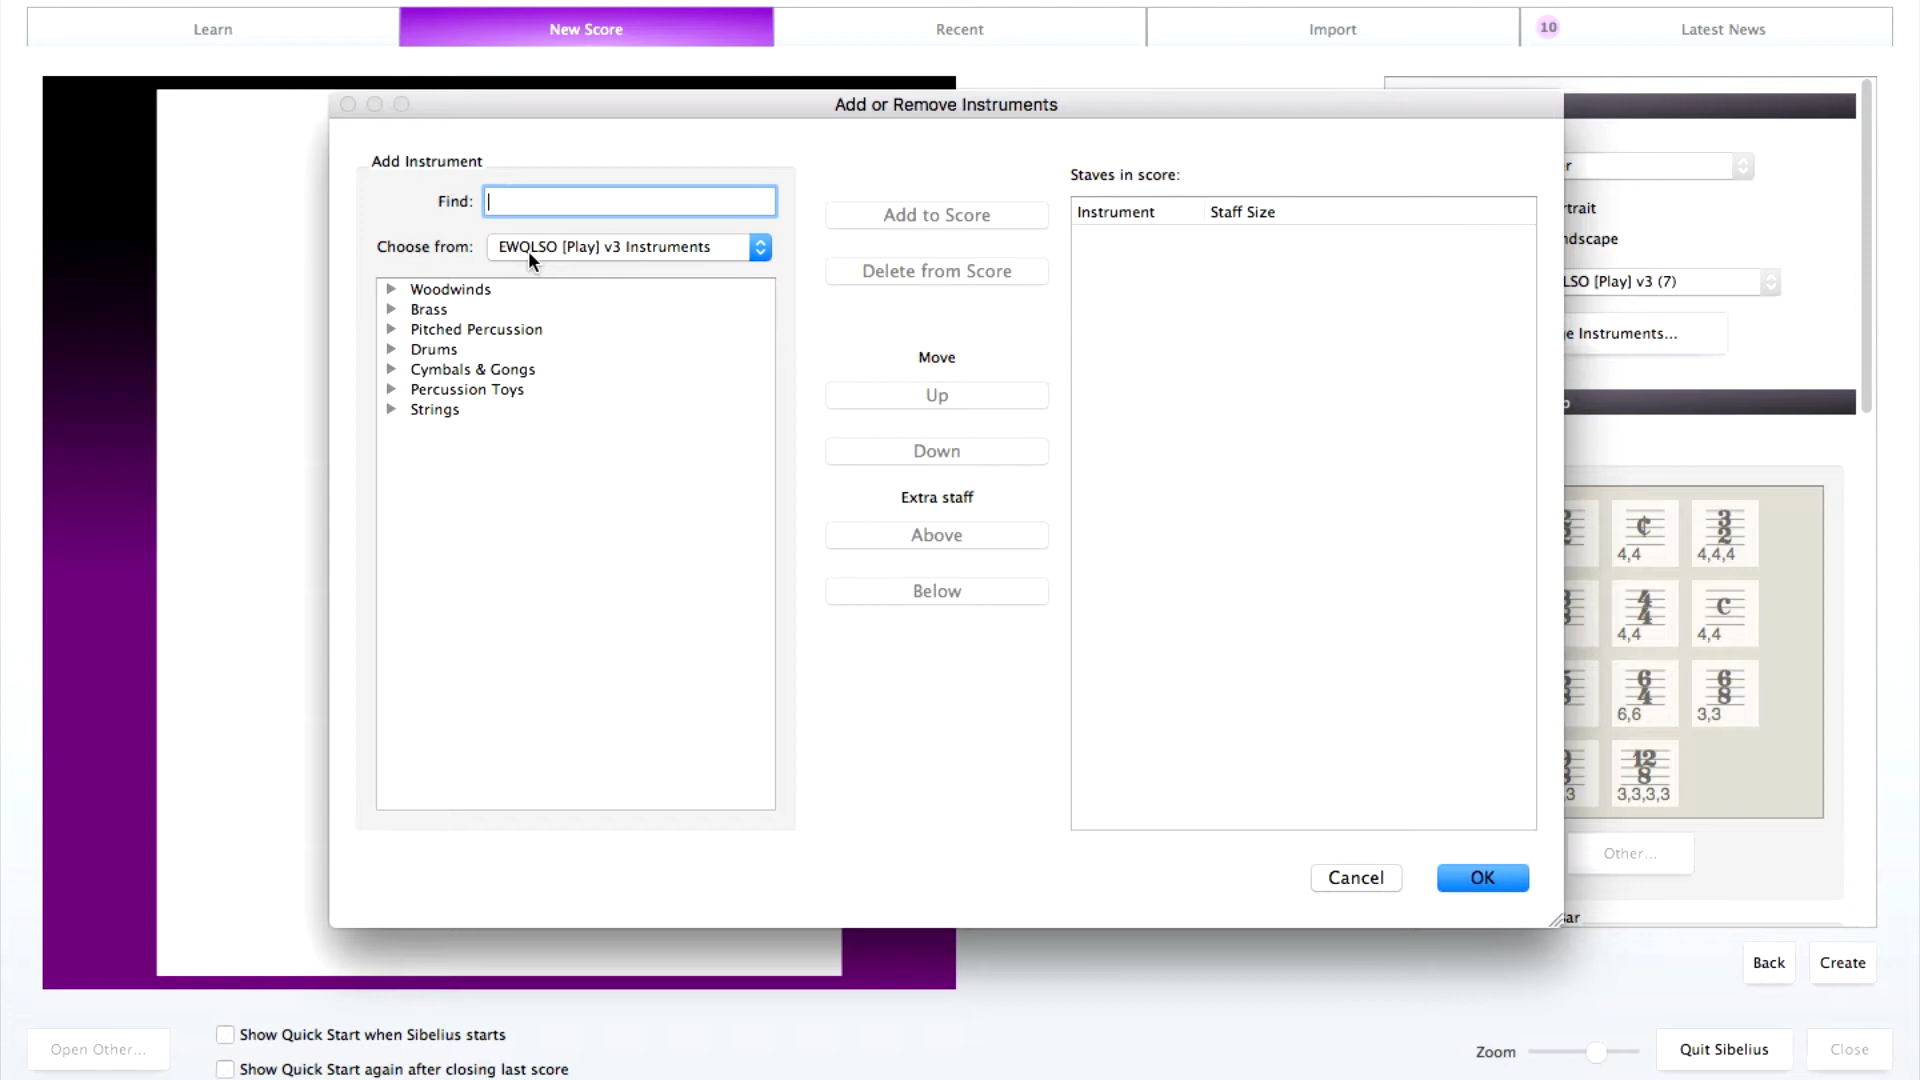 Learn
New Score
Recent
Import
10
Latest News
Add or Remove Instruments
Add Instrument
Find:
Choose from:
EWQLSO [Play] v3 Instruments
Woodwinds
Brass
Pitched Percussion
Drums
Cymbals & Gongs
Percussion Toys
Strings
Add to Score
Delete from Score
Move
Up
Down
Extra staff
Above
Below
Staves in score:
Instrument
Staff Size
Cancel
OK
r
trait
ndscape
LSO [Play] v3 (7)
e Instruments...
4,4
4,4,4
4,4
4,4
6,6
3,3
3
3,3,3,3
Other...
ar
Back
Create
Open Other...
Show Quick Start when Sibelius starts
Show Quick Start again after closing last score
Zoom
Quit Sibelius
Close